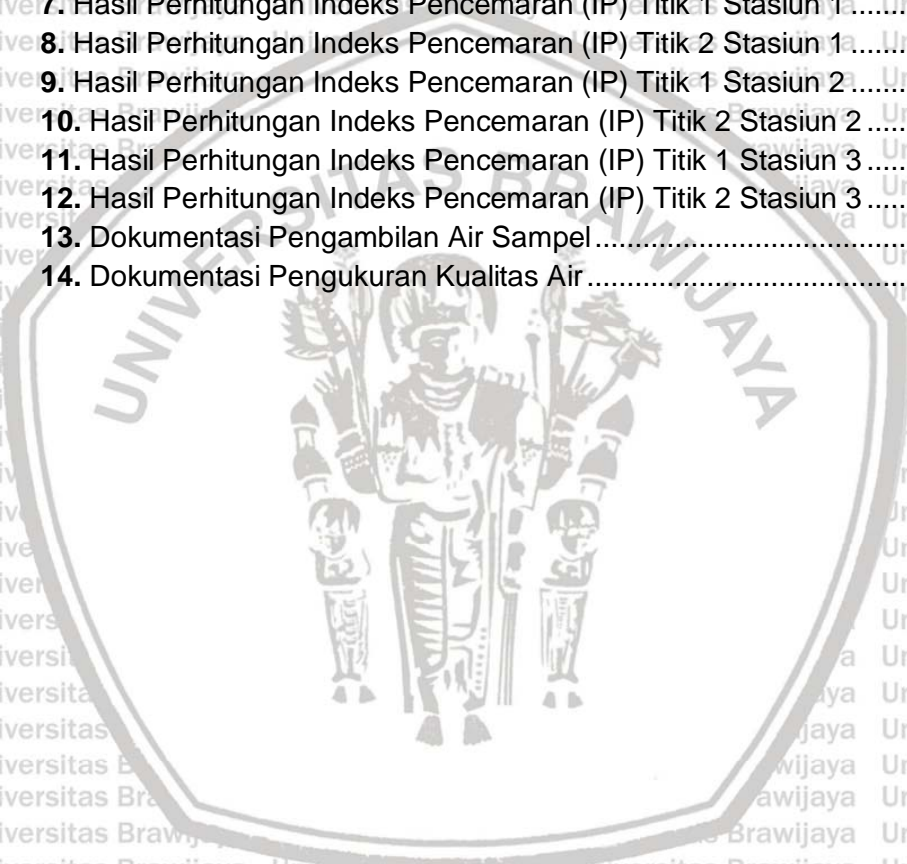 7. Hasil Perhitungan Indeks Pencemaran (IP) Titik 1 Stasiun 1.......
8. Hasil Perhitungan Indeks Pencemaran (IP) Titik 2 Stasiun 1.......
9. Hasil Perhitungan Indeks Pencemaran (IP) Titik 1 Stasiun 2.......
10. Hasil Perhitungan Indeks Pencemaran (IP) Titik 2 Stasiun 2.....
11. Hasil Perhitungan Indeks Pencemaran (IP) Titik 1 Stasiun 3.....
12. Hasil Perhitungan Indeks Pencemaran (IP) Titik 2 Stasiun 3.....
13. Dokumentasi Pengambilan Air Sampel.......................................
14. Dokumentasi Pengukuran Kualitas Air........................................
UNIVERSITAS BRAWIJAYA